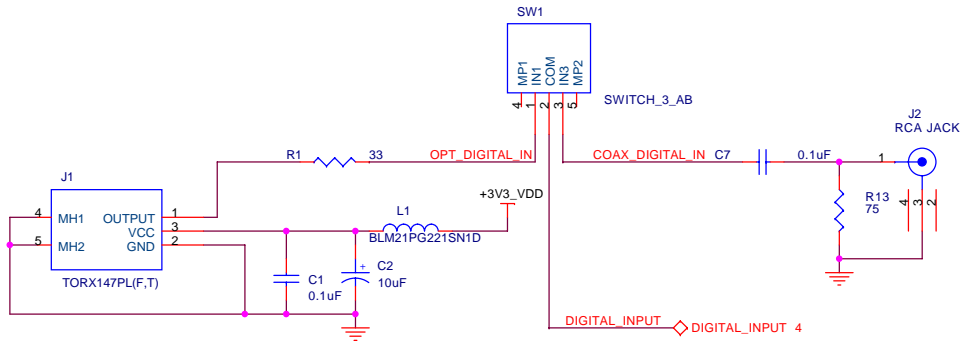 SW1
MP1
IN1
COM
IN3
MP2
4
1
2
3
5
SWITCH_3_AB
J2
RCA JACK
R1
33
OPT_DIGITAL_IN
COAX_DIGITAL_IN
C7
0.1uF
1
J1
+3V3_VDD
R13
75
4
3
2
4
MH1
OUTPUT
1
VCC
3
5
MH2
GND
2
L1
BLM21PG221SN1D
TORX147PL(F,T)
C1
0.1uF
+
C2
10uF
DIGITAL_INPUT
DIGITAL_INPUT 4